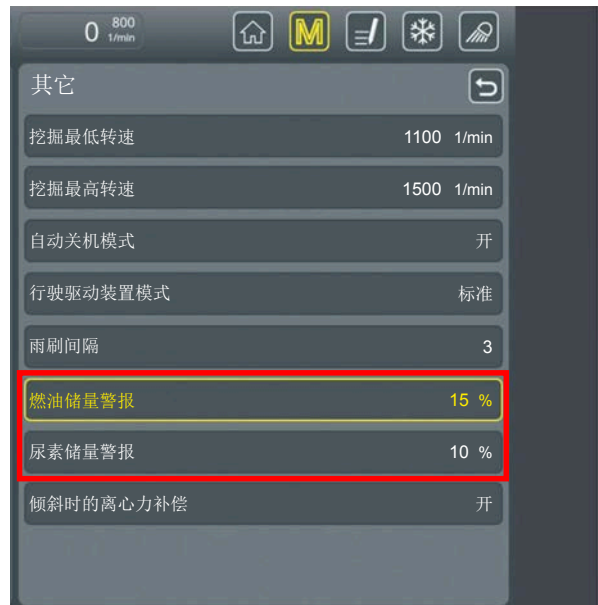 0 800 1/min
M
其它
挖掘最低转速 1100 1/min
挖掘最高转速 1500 1/min
自动关机模式 开
行驶驱动装置模式 标准
雨刷间隔 3
燃油储量警报 15 %
尿素储量警报 10 %
倾斜时的离心力补偿 开